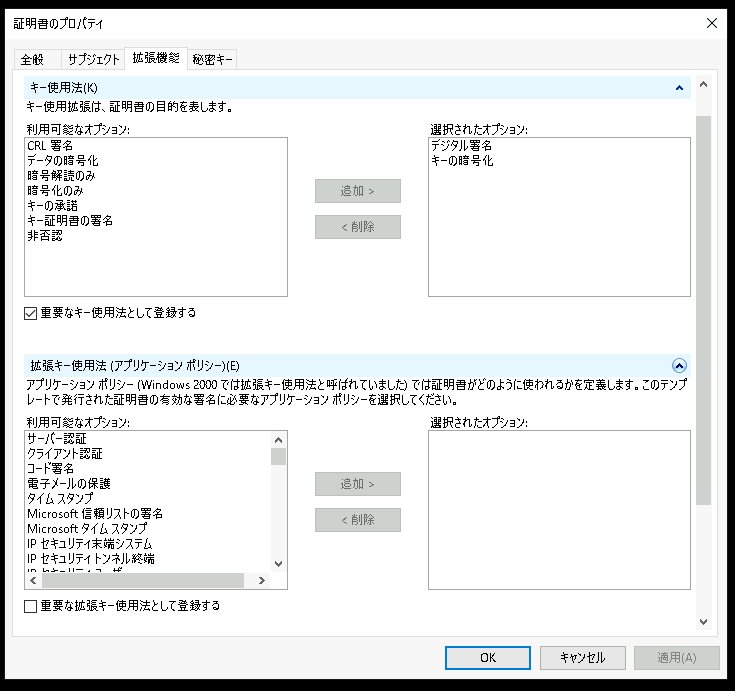 証明書のプロパティ
全般
サブジェクト
拡張機能
秘密キー
キー使用法(K)
キー使用拡張は、証明書の目的を表します。
利用可能なオプション:
CRL 署名
データの暗号化
暗号解読のみ
暗号化のみ
キーの承諾
キー証明書の署名
非否認
追加 >
< 削除
選択されたオプション:
デジタル署名
キーの暗号化
重要なキー使用法として登録する
拡張キー使用法 (アプリケーション ポリシー)(E)
アプリケーション ポリシー (Windows 2000 では拡張キー使用法と呼ばれていました) では証明書がどのように使われるかを定義します。このテンプ
レートで発行された証明書の有効な署名に必要なアプリケーション ポリシーを選択してください。
利用可能なオプション:
サーバー認証
クライアント認証
コード署名
電子メールの保護
タイム スタンプ
Microsoft 信頼リストの署名
Microsoft タイム スタンプ
IP セキュリティ末端システム
IP セキュリティトンネル終端
IP セキュリティユーザー
追加 >
< 削除
選択されたオプション:
重要な拡張キー使用法として登録する
OK
キャンセル
適用(A)